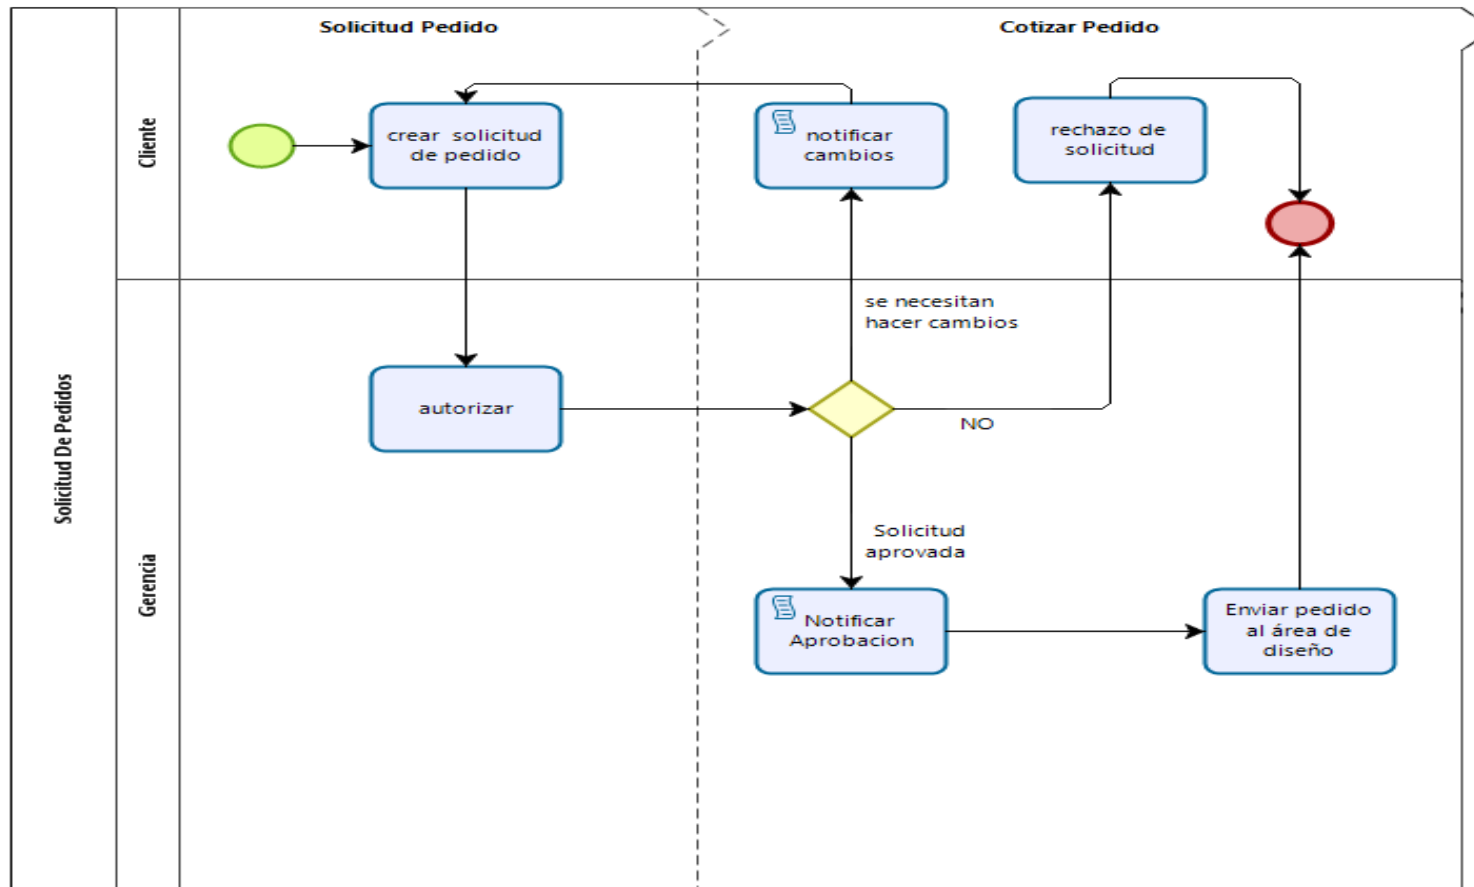 Solicitud Pedido
Cotizar Pedido
Solicitud De Pedidos
Cliente
crear solicitud
de pedido
notificar
cambios
rechazo de
solicitud
Gerencia
se necesitan
hacer cambios
autorizar
NO
Solicitud
aprovada
Notificar
Aprobacion
Enviar pedido
al área de
diseño